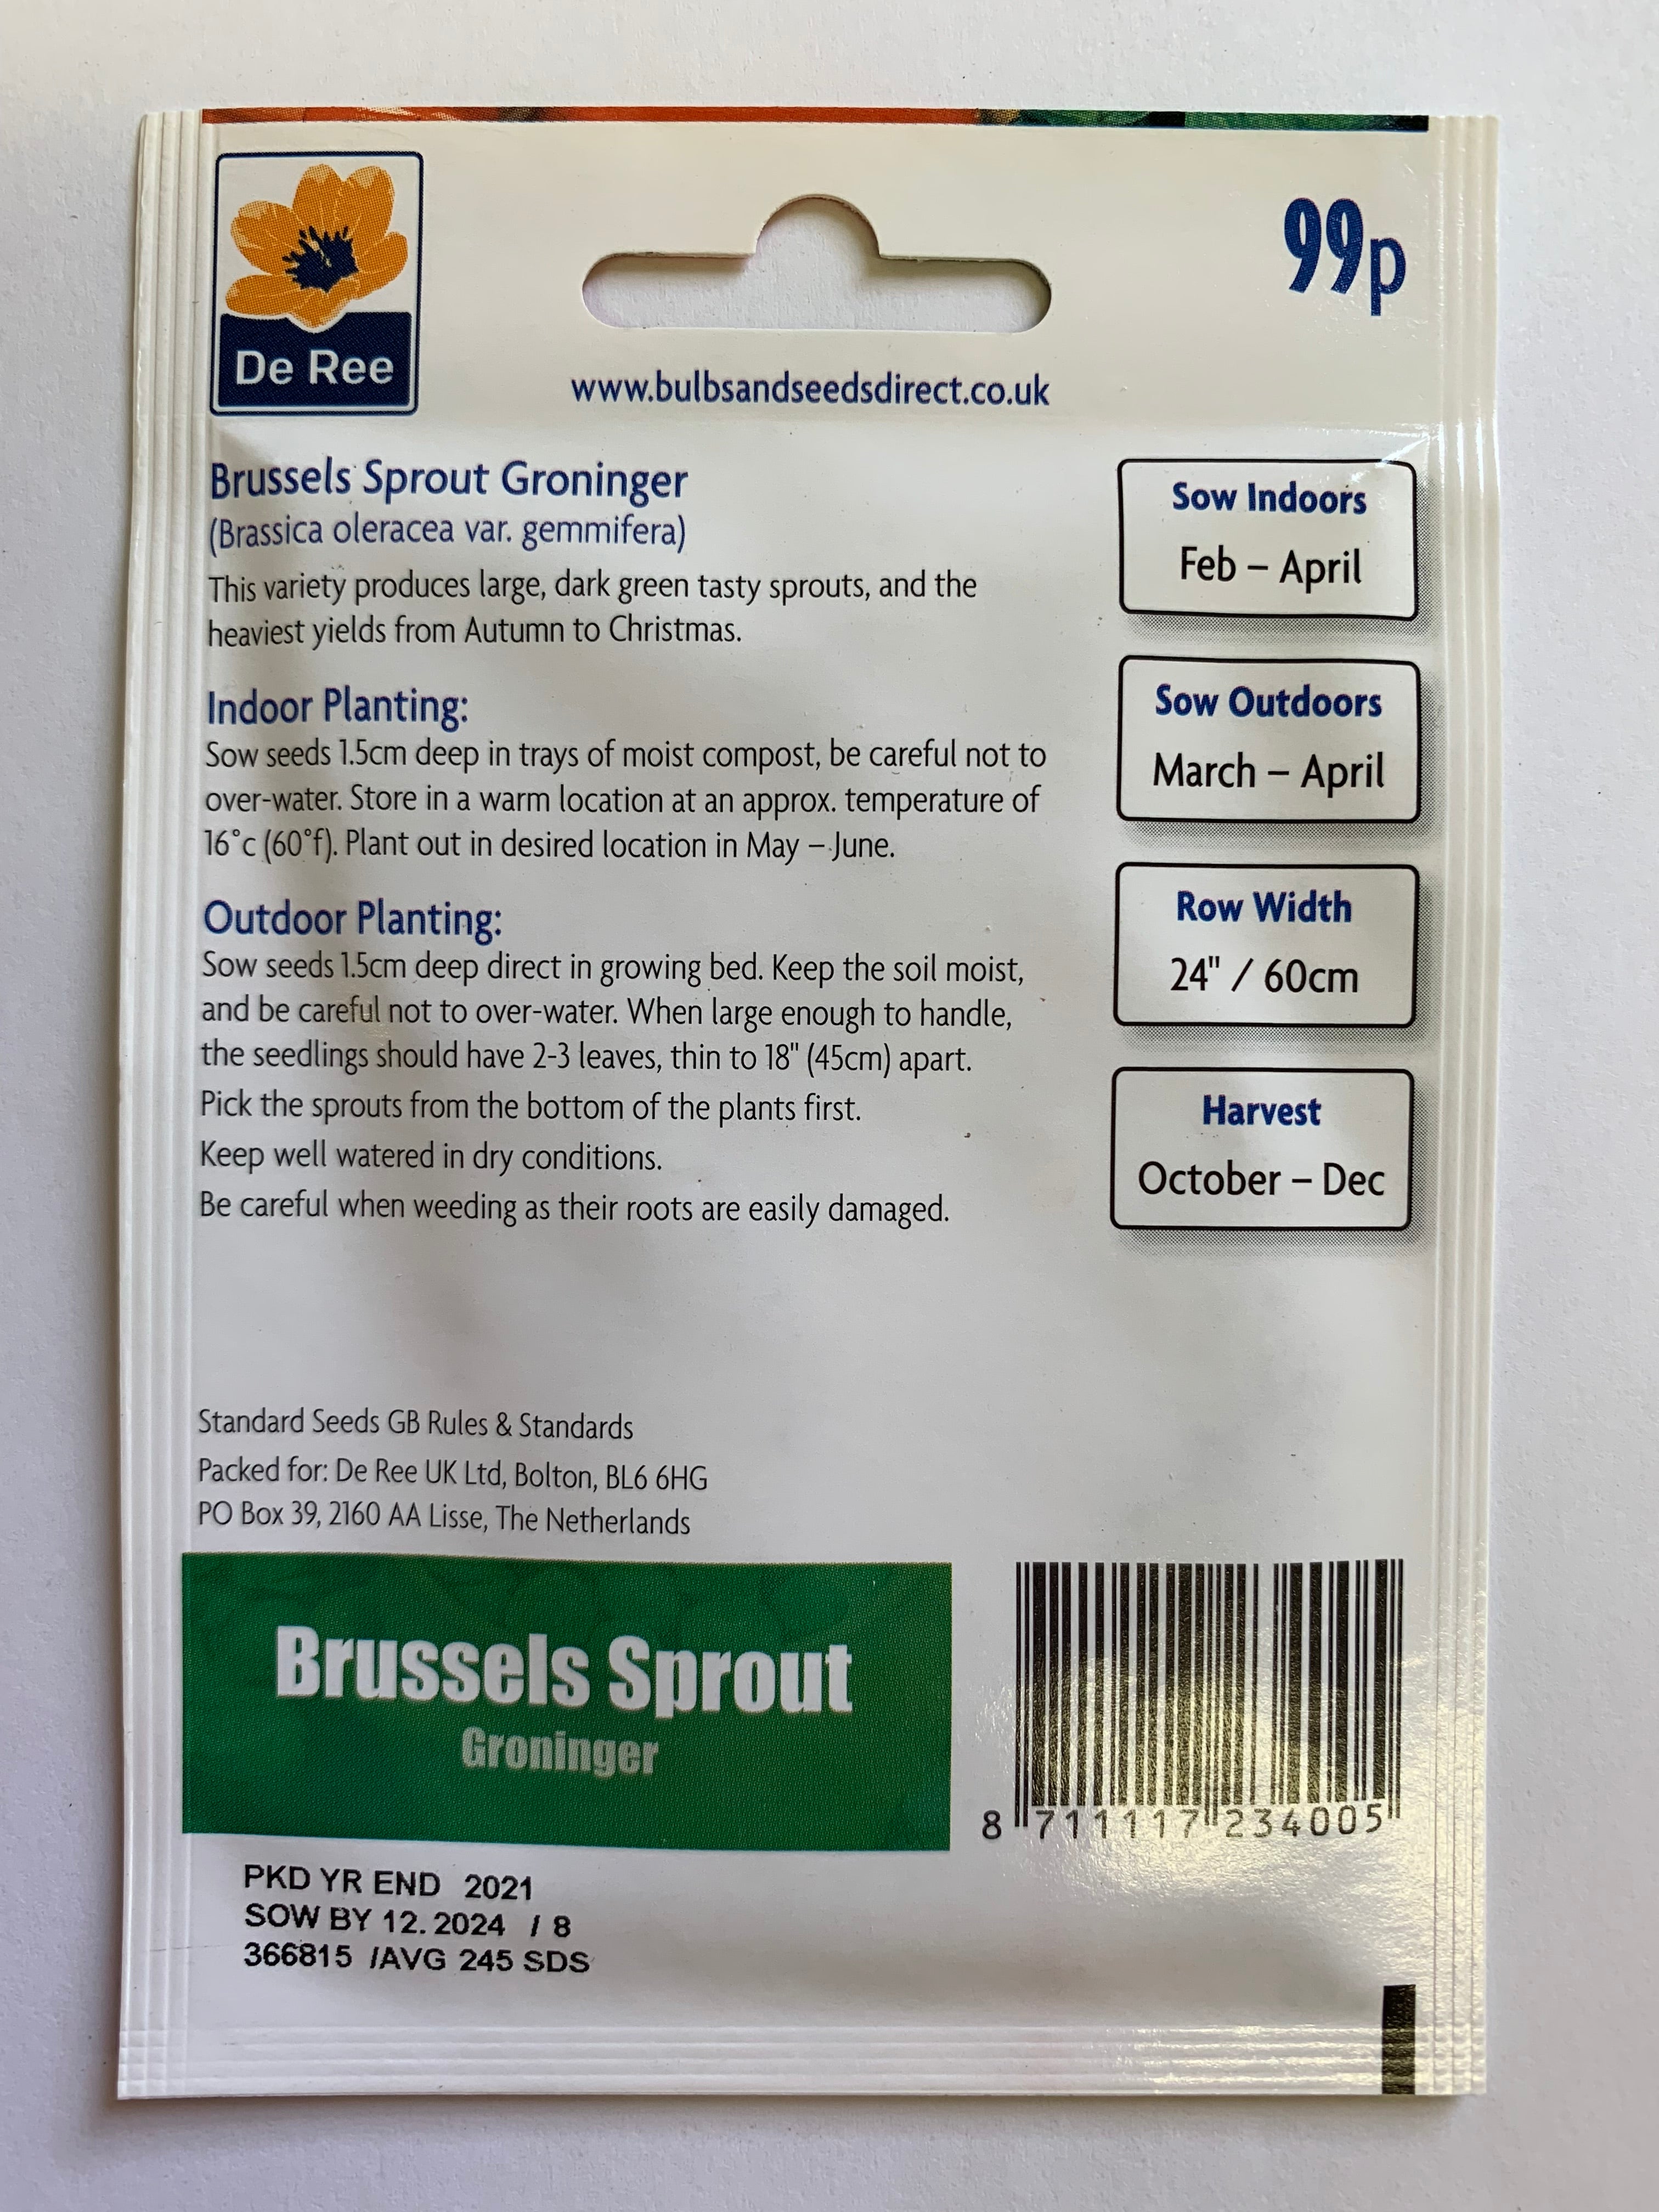 De Ree
99p
www.bulbsandseedsdirect.co.uk
Brussels Sprout Groninger
(Brassica oleracea var. gemmifera)
This variety produces large, dark green tasty sprouts, and the
heaviest yields from Autumn to Christmas.
Indoor Planting:
Sow seeds 1.5cm deep in trays of moist compost, be careful not to
over-water. Store in a warm location at an approx. temperature of
16°c (60°f). Plant out in desired location in May – June.
Outdoor Planting:
Sow seeds 1.5cm deep direct in growing bed. Keep the soil moist,
and be careful not to over-water. When large enough to handle,
the seedlings should have 2-3 leaves, thin to 18" (45cm) apart.
Pick the sprouts from the bottom of the plants first.
Keep well watered in dry conditions.
Be careful when weeding as their roots are easily damaged.
Sow Indoors
Feb – April
Sow Outdoors
March – April
Row Width
24" / 60cm
Harvest
October – Dec
Standard Seeds GB Rules & Standards
Packed for: De Ree UK Ltd, Bolton, BL6 6HG
PO Box 39, 2160 AA Lisse, The Netherlands
Brussels Sprout
Groninger
8 711117 234005
PKD YR END 2021
SOW BY 12.2024 / 8
366815 /AVG 245 SDS